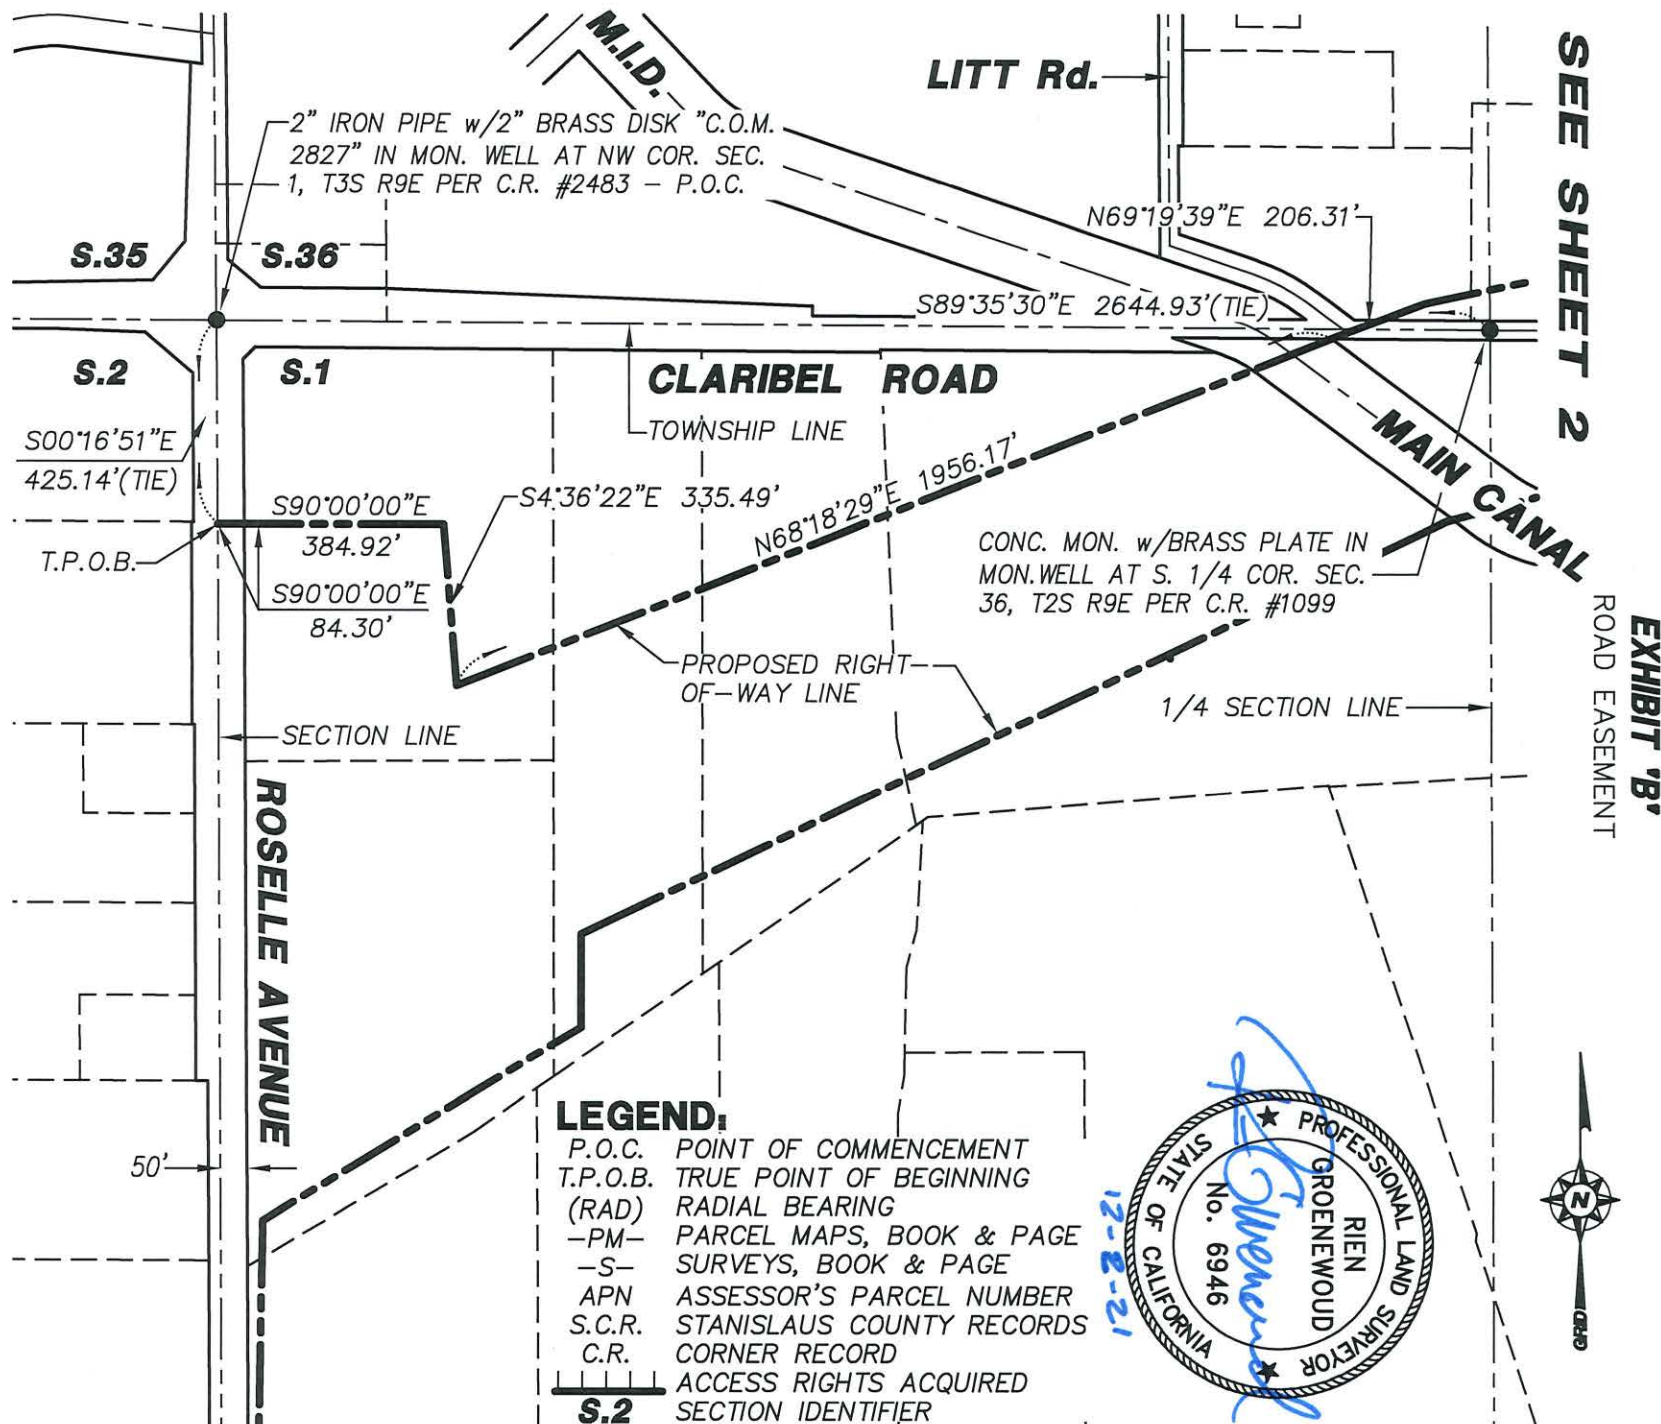 M.I.D.
LITT Rd.
SEE SHEET 2
2" IRON PIPE w/2" BRASS DISK "C.O.M.
2827" IN MON. WELL AT NW COR. SEC.
1, T3S R9E PER C.R. #2483 – P.O.C.
N69°19'39"E 206.31'
S.35
S.36
S89°35'30"E 2644.93'(TIE)
S.2
S.1
CLARIBEL ROAD
TOWNSHIP LINE
MAIN CANAL
S00°16'51"E
425.14'(TIE)
S90°00'00"E
384.92'
S4°36'22"E 335.49'
N68°18'29"E 1956.17'
T.P.O.B.
S90°00'00"E
84.30'
CONC. MON. w/BRASS PLATE IN
MON.WELL AT S. 1/4 COR. SEC.
36, T2S R9E PER C.R. #1099
EXHIBIT 'B'
ROAD EASEMENT
PROPOSED RIGHT–
OF–WAY LINE
1/4 SECTION LINE
SECTION LINE
ROSELLE AVENUE
50'
LEGEND:
P.O.C. POINT OF COMMENCEMENT
T.P.O.B. TRUE POINT OF BEGINNING
(RAD) RADIAL BEARING
–PM– PARCEL MAPS, BOOK & PAGE
–S– SURVEYS, BOOK & PAGE
APN ASSESSOR'S PARCEL NUMBER
S.C.R. STANISLAUS COUNTY RECORDS
C.R. CORNER RECORD
ACCESS RIGHTS ACQUIRED
S.2 SECTION IDENTIFIER
PROFESSIONAL LAND SURVEYOR
RIEN
GROENEWOUD
No. 6946
STATE OF CALIFORNIA
12-8-21
N
GRID